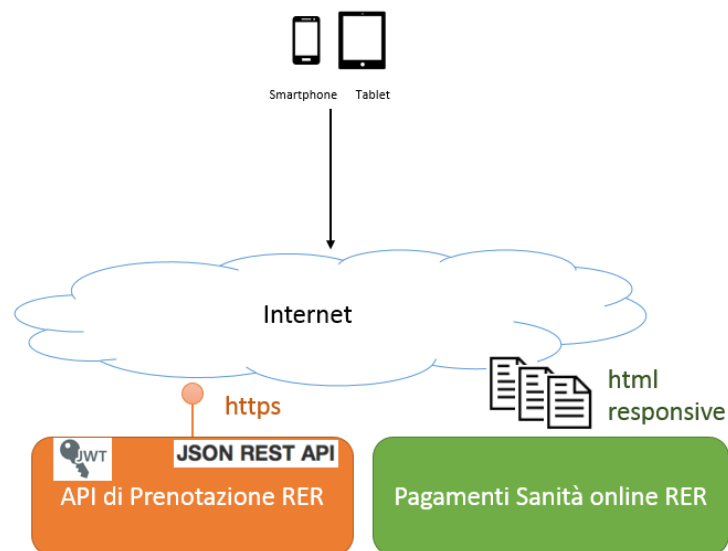 Smartphone Tablet
Internet
https
html
responsive
JWT
JSON REST API
API di Prenotazione RER
Pagamenti Sanità online RER